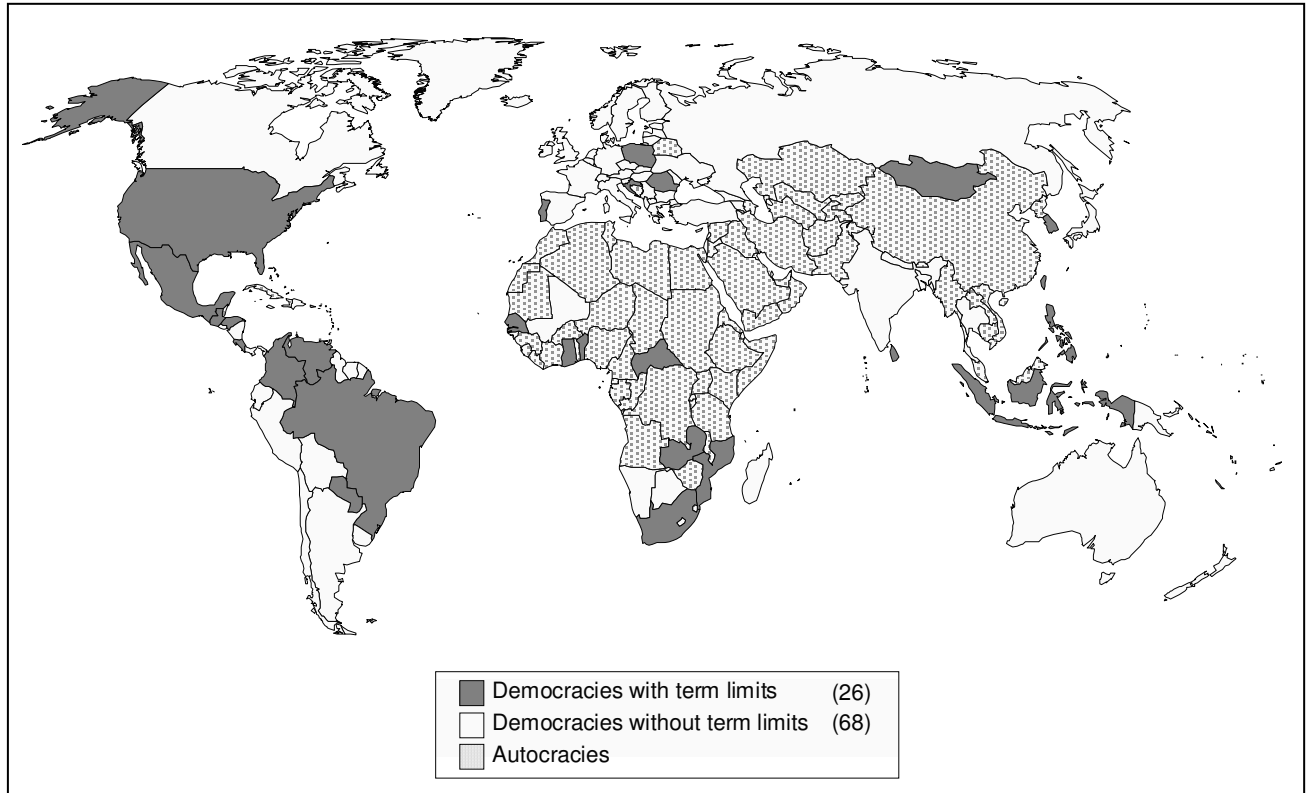 Democracies with term limits (26)
Democracies without term limits (68)
Autocracies